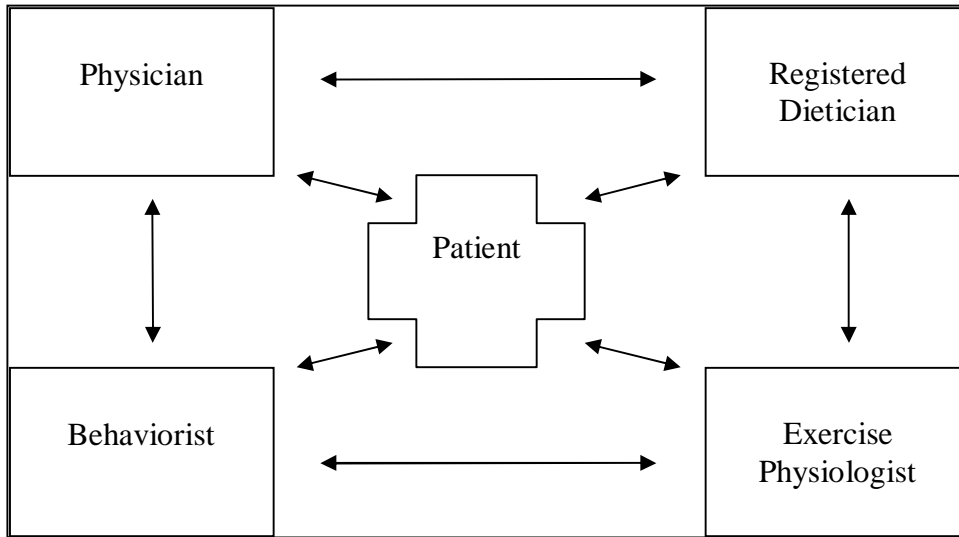 Physician
Registered
Dietician
Patient
Behaviorist
Exercise
Physiologist